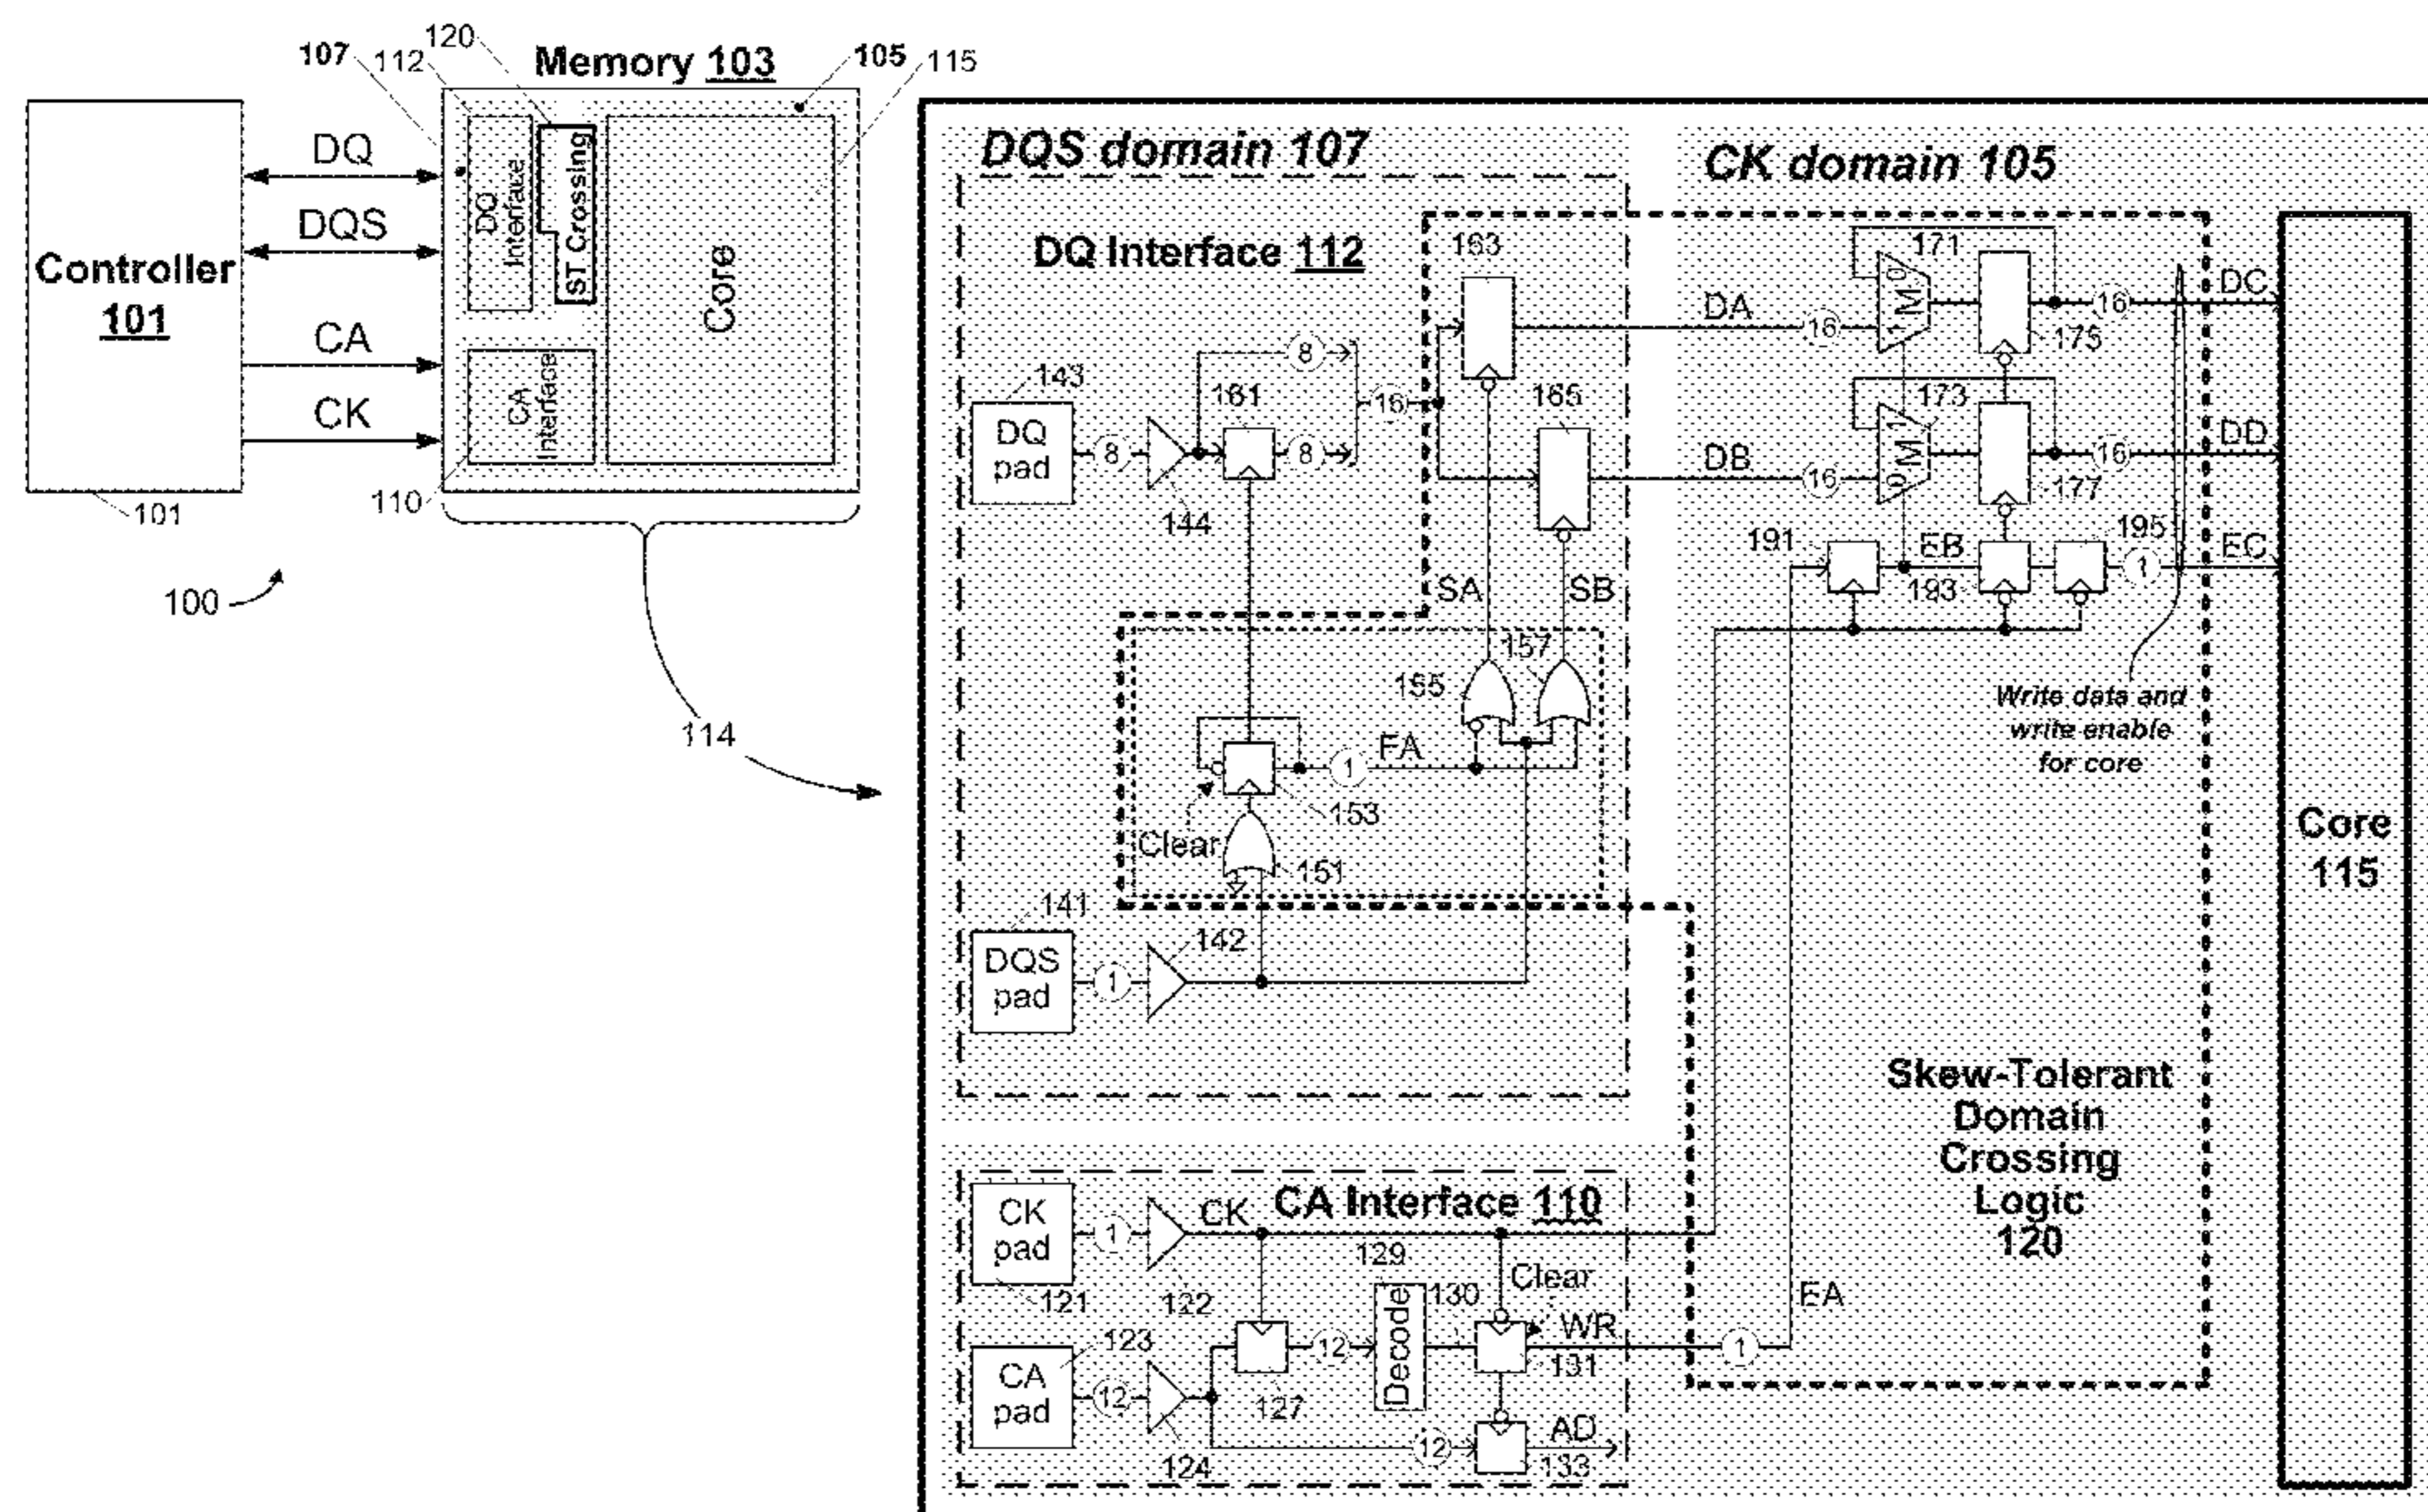 Memory 103
107
112
120
105
115
Controller
101
DQ
DQS
CA
CK
DQ
Interface
ST Crossing
Core
CA
Interface
110
101
100
114
DQS domain 107
CK domain 105
DQ Interface 112
163
171
DA
16
16
DC
175
143
161
8
165
173
DQ
pad
8
8
16
DB
16
16
DD
144
177
191
EB
193
195
1
EC
SA
SB
157
155
Write data and
write enable
for core
1
EA
153
Clear
151
141
142
DQS
pad
1
Core
115
Skew-Tolerant
Domain
Crossing
Logic
120
CA Interface 110
CK
pad
1
CK
129
Clear
121
122
130
EA
123
12
Decode
WR
1
131
CA
pad
12
127
124
12
AD
133
M
1
0
M
1
0